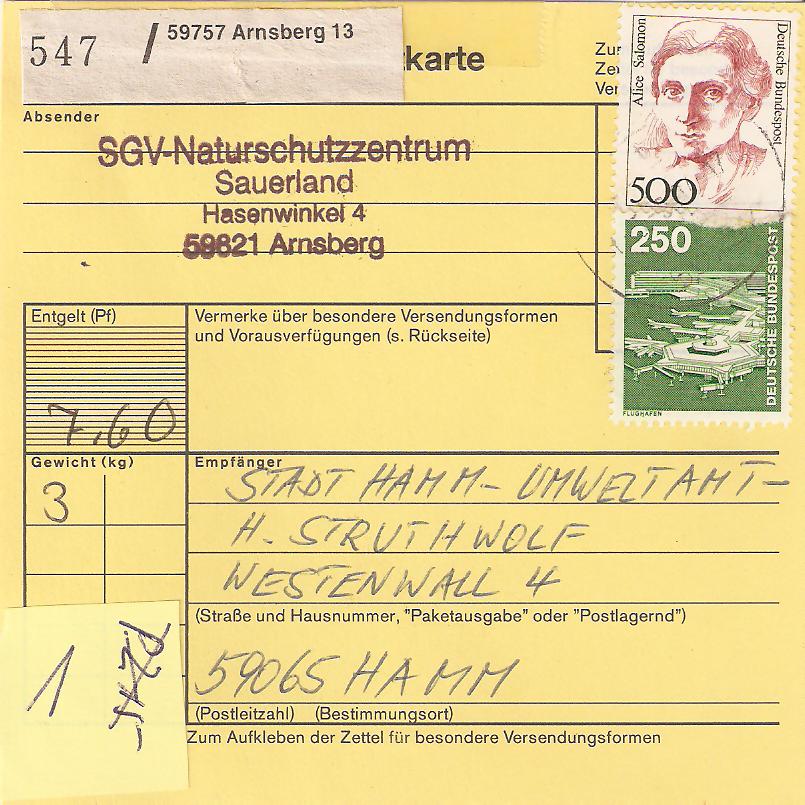 547 / 59757 Arnsberg 13
karte
Absender
SGV-Naturschutzzentrum
Sauerland
Hasenwinkel 4
59821 Arnsberg
Alice Salomon
Deutsche Bundespost
500
250
DEUTSCHE BUNDESPOST
FLUGHAFEN
Entgelt (Pf)
7,60
Vermerke über besondere Versendungsformen
und Vorausverfügungen (s. Rückseite)
Gewicht (kg)
3
Empfänger
STADT HAMM - UMWELTAMT -
H. STRUTHWOLF
WESTENWALL 4
(Straße und Hausnummer, "Paketausgabe" oder "Postlagernd")
59065 HAMM
(Postleitzahl) (Bestimmungsort)
Zum Aufkleben der Zettel für besondere Versendungsformen
1